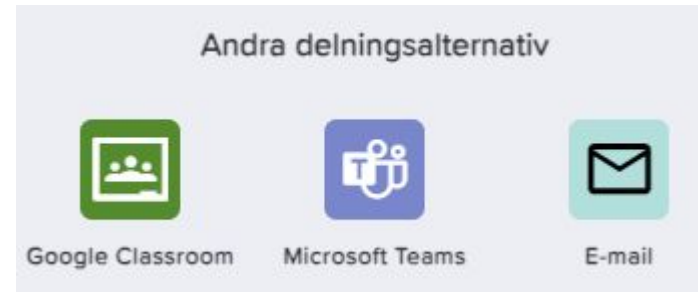 Andra delningsalternativ
T
Google Classroom
Microsoft Teams
E-mail